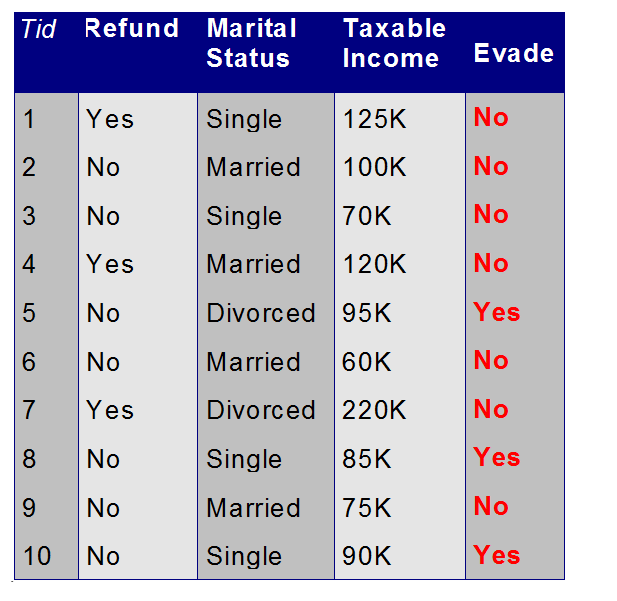 Tid Refund Marital Status Taxable Income Evade
1 Yes Single 125K No
2 No Married 100K No
3 No Single 70K No
4 Yes Married 120K No
5 No Divorced 95K Yes
6 No Married 60K No
7 Yes Divorced 220K No
8 No Single 85K Yes
9 No Married 75K No
10 No Single 90K Yes